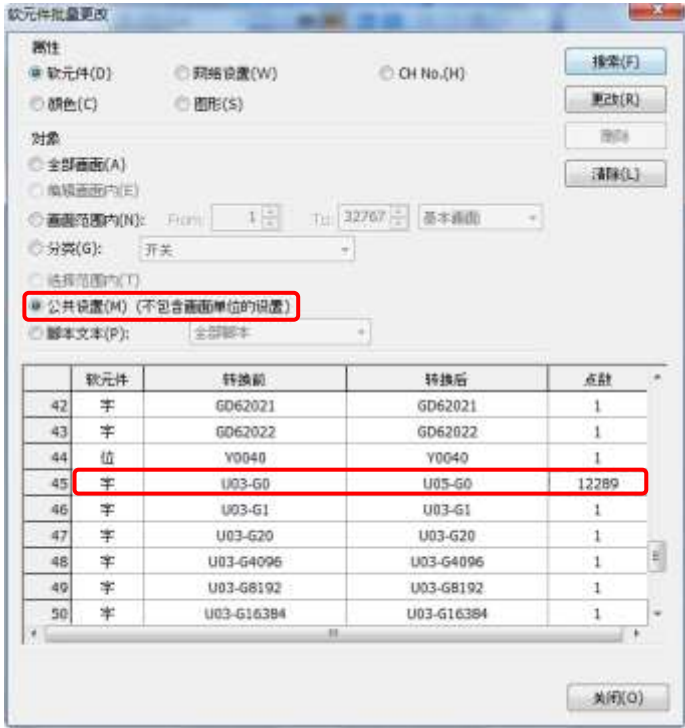 软元件批量更改
属性
软元件(D) 网络设置(W) CH No.(H)
颜色(C) 图形(S)
搜索(F)
更改(R)
删除
清除(L)
对象
全部画面(A)
编辑画面内(E)
画面范围内(N): From: 1 To: 32767 基本画面
分类(G): 开关
选择范围内(T)
公共设置(M) (不包含画面单位的设置)
脚本文本(P): 全部脚本
软元件 转换前 转换后 点数
42 字 GD62021 GD62021 1
43 字 GD62022 GD62022 1
44 位 Y0040 Y0040 1
45 字 U03-G0 U05-G0 12289
46 字 U03-G1 U03-G1 1
47 字 U03-G20 U03-G20 1
48 字 U03-G4096 U03-G4096 1
49 字 U03-G8192 U03-G8192 1
50 字 U03-G16384 U03-G16384 1
关闭(O)